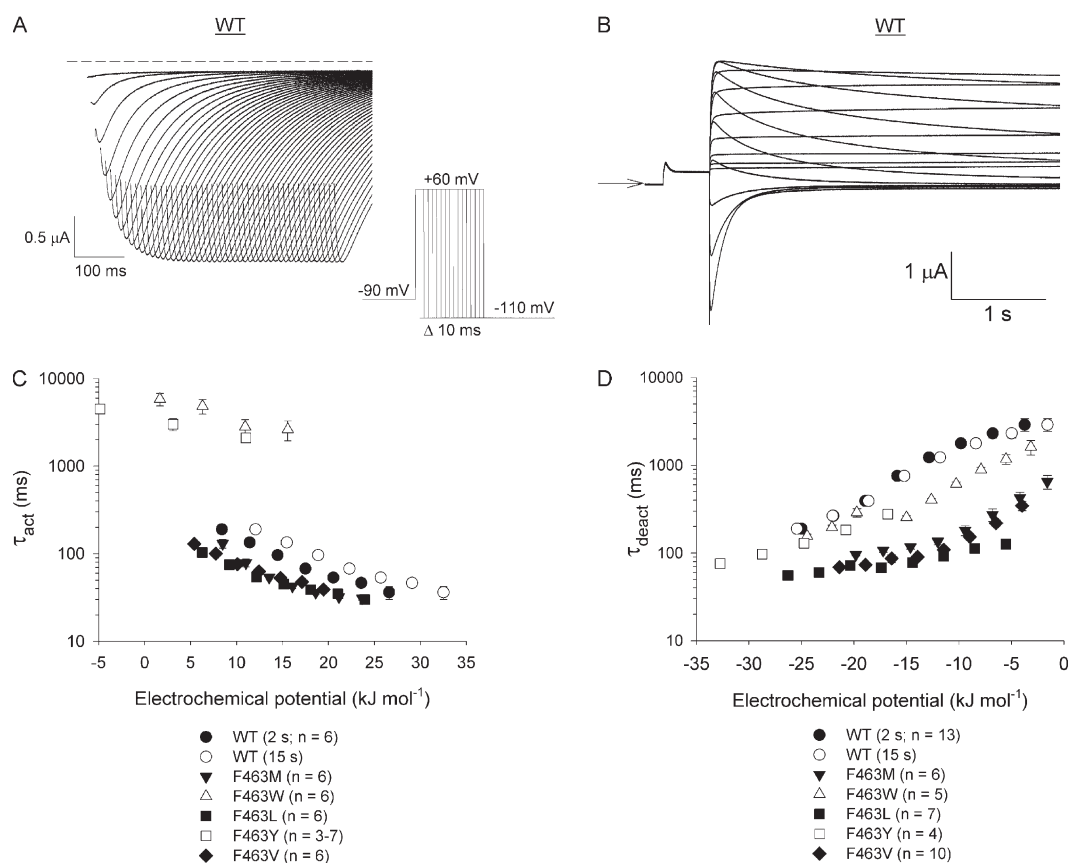 A
WT
0.5 µA
100 ms
+60 mV
-90 mV
-110 mV
Δ 10 ms
B
WT
1 µA
1 s
C
10000
1000
100
10
τact (ms)
-5 0 5 10 15 20 25 30 35
Electrochemical potential (kJ mol⁻¹)
WT (2 s; n = 6)
WT (15 s)
F463M (n = 6)
F463W (n = 6)
F463L (n = 6)
F463Y (n = 3-7)
F463V (n = 6)
D
10000
1000
100
10
τdeact (ms)
-35 -30 -25 -20 -15 -10 -5 0
Electrochemical potential (kJ mol⁻¹)
WT (2 s; n = 13)
WT (15 s)
F463M (n = 6)
F463W (n = 5)
F463L (n = 7)
F463Y (n = 4)
F463V (n = 10)